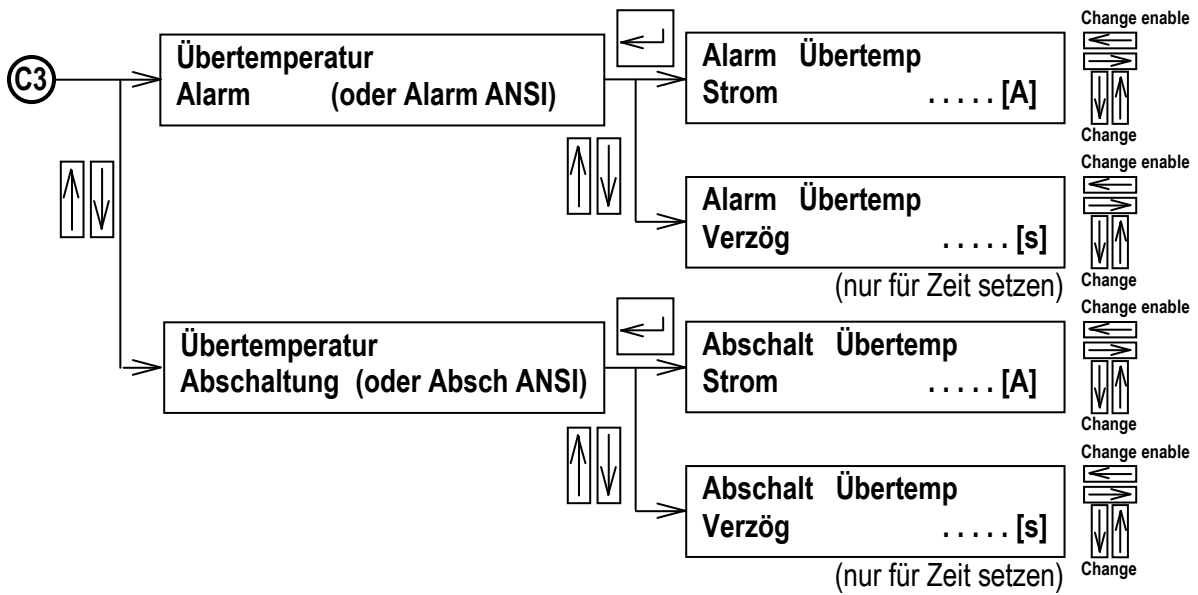 C3
Übertemperatur
Alarm (oder Alarm ANSI)
Alarm Übertemp
Strom . . . . . [A]
Change enable
Change
Alarm Übertemp
Verzög . . . . . [s]
(nur für Zeit setzen)
Change enable
Change
Übertemperatur
Abschaltung (oder Absch ANSI)
Abschalt Übertemp
Strom . . . . . [A]
Change enable
Change
Abschalt Übertemp
Verzög . . . . . [s]
(nur für Zeit setzen)
Change enable
Change